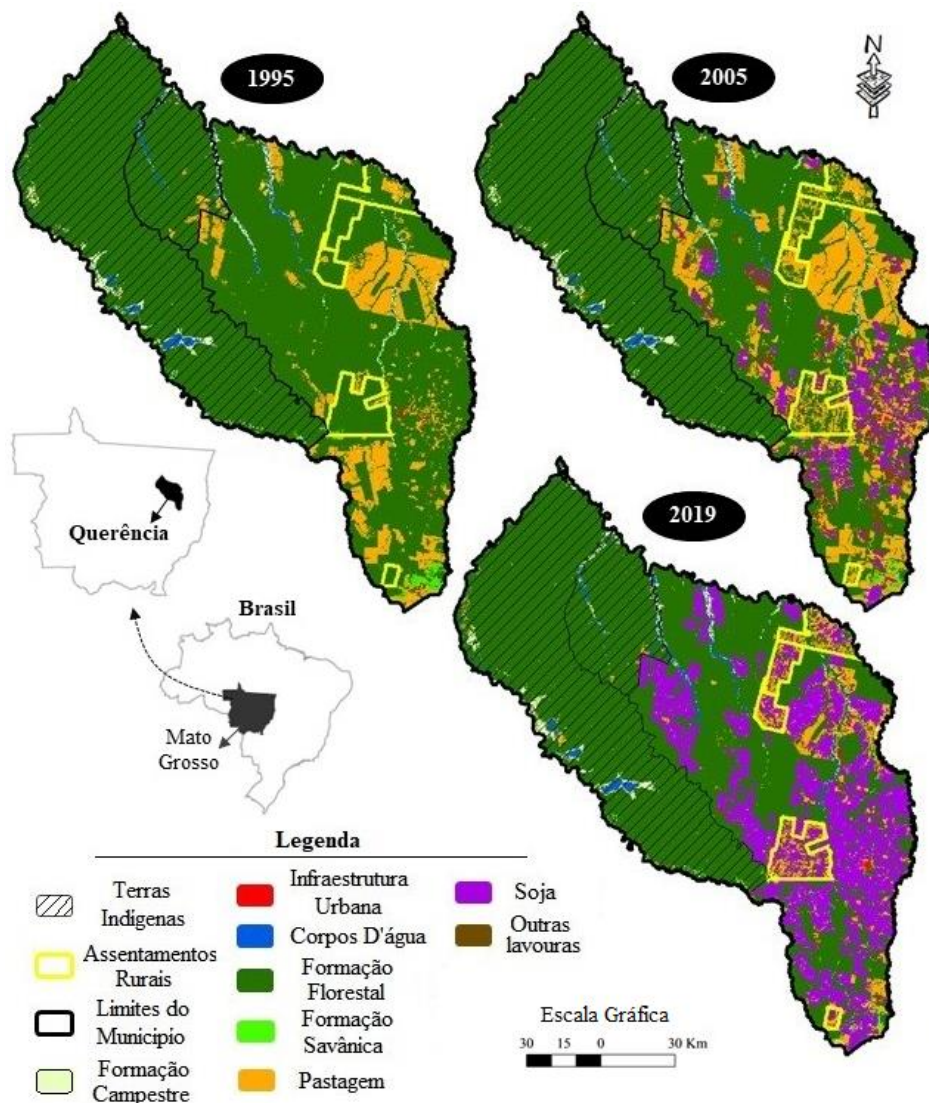 1995
2005
N
2019
Querência
Brasil
Mato
Grosso
Legenda
Terras
Indígenas
Assentamentos
Rurais
Limites do
Município
Formação
Campestre
Infraestrutura
Urbana
Corpos D'água
Formação
Florestal
Formação
Savânica
Pastagem
Soja
Outras
lavouras
Escala Gráfica
30 15 0 30 Km